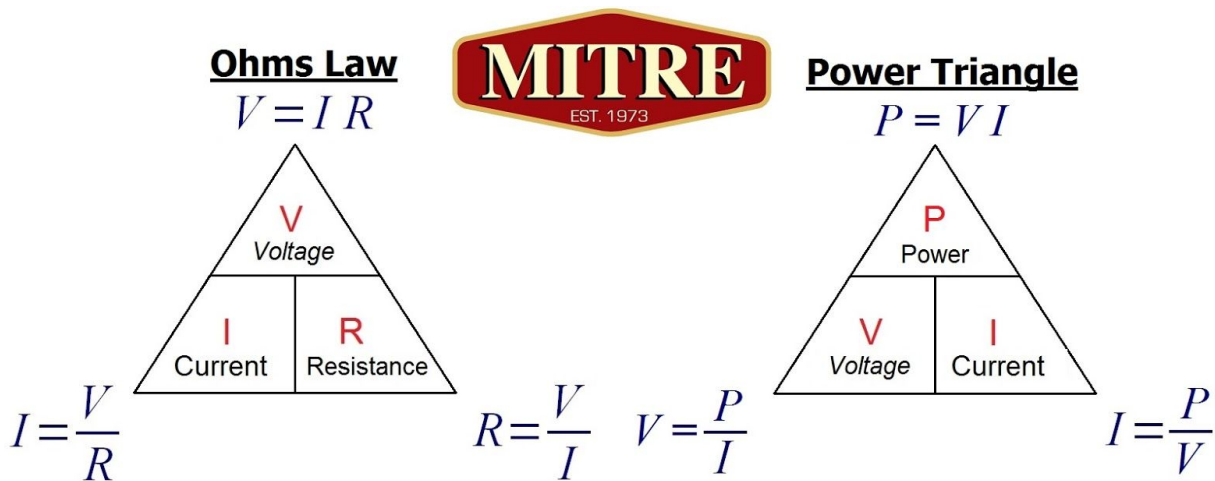 Ohms Law
V = I R
V
Voltage
I
Current
R
Resistance
I = V/R
R = V/I
MITRE
EST. 1973
Power Triangle
P = V I
P
Power
V
Voltage
I
Current
V = P/I
I = P/V